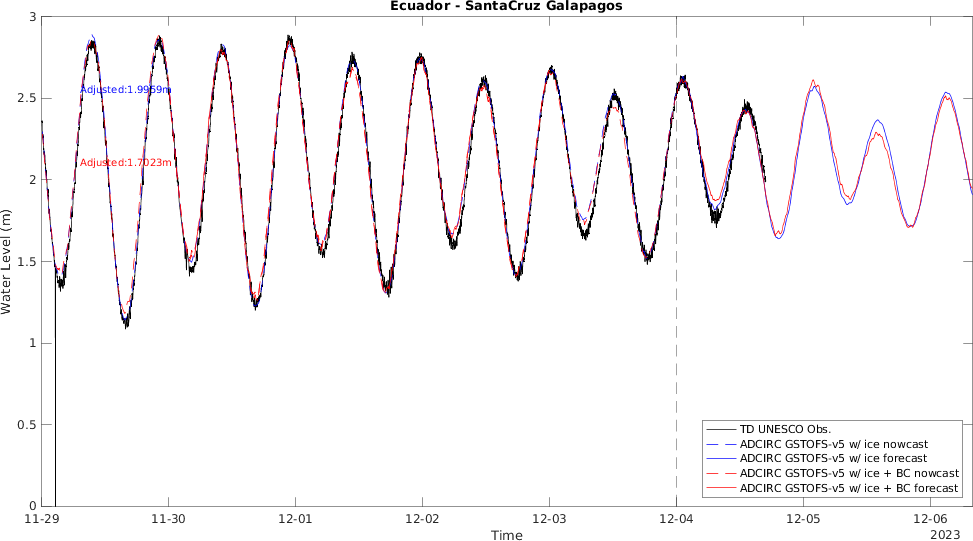 Ecuador - SantaCruz Galapagos
Water Level (m)
3
2.5
2
1.5
1
0.5
0
Adjusted:1.9959m
Adjusted:1.7023m
TD UNESCO Obs.
ADCIRC GSTOFS-v5 w/ ice nowcast
ADCIRC GSTOFS-v5 w/ ice forecast
ADCIRC GSTOFS-v5 w/ ice + BC nowcast
ADCIRC GSTOFS-v5 w/ ice + BC forecast
11-29 11-30 12-01 12-02 12-03 12-04 12-05 12-06
Time
2023